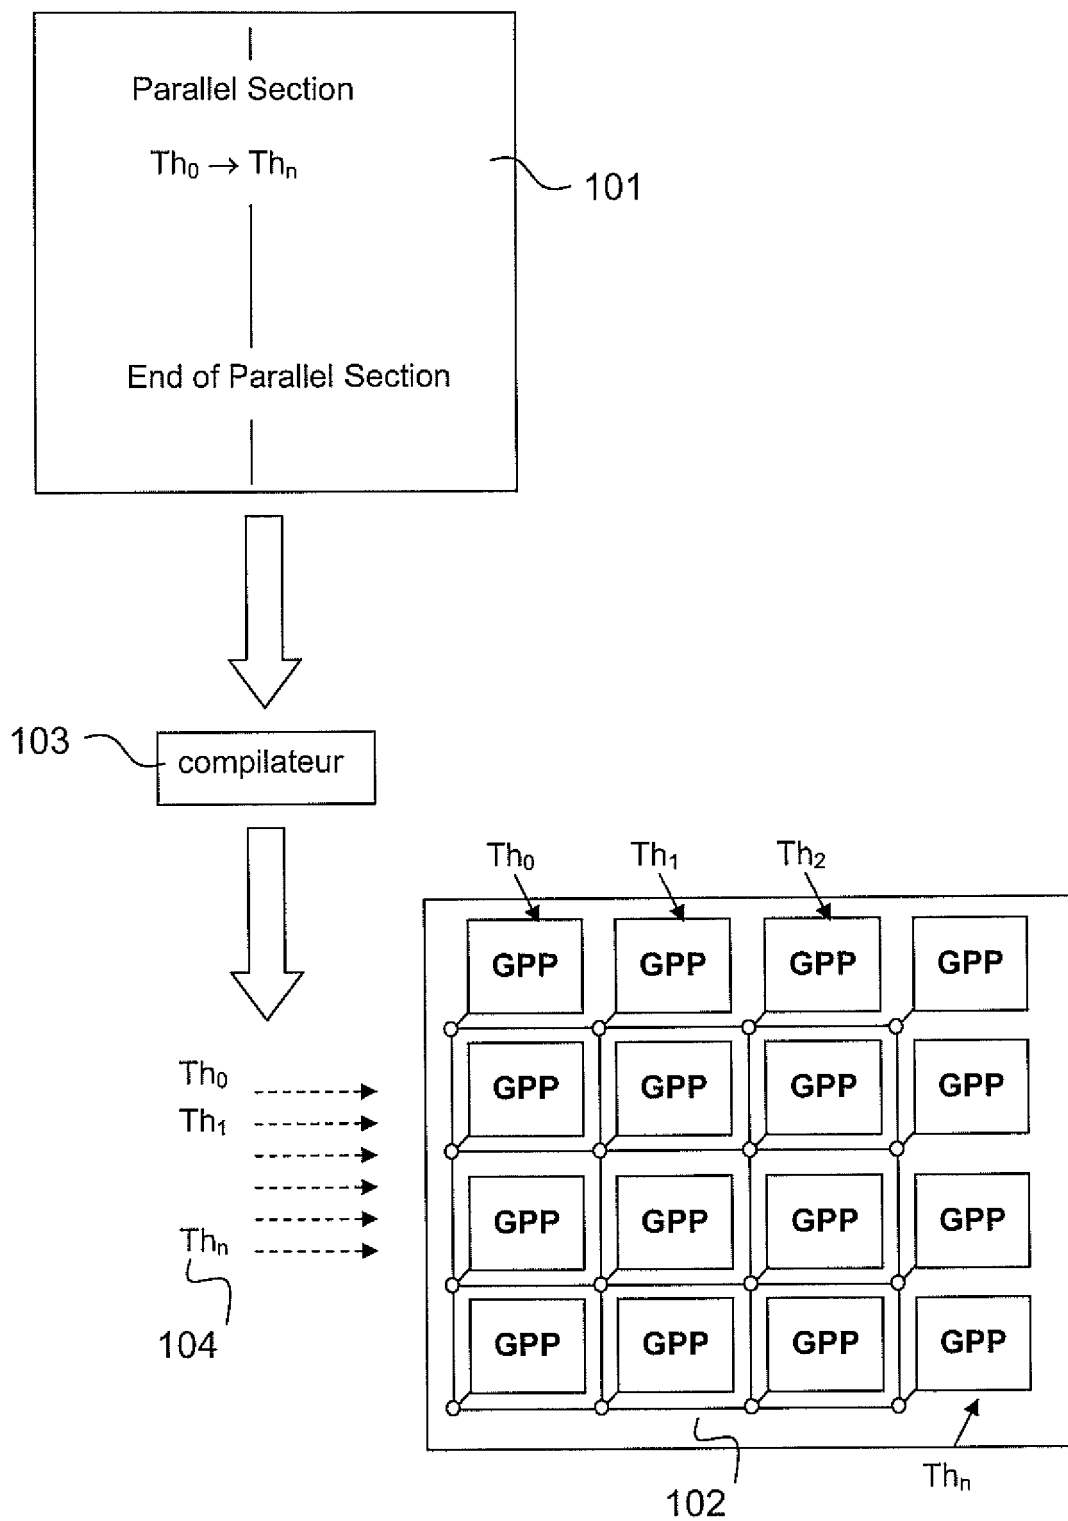 Parallel Section
Th₀ → Thₙ
101
End of Parallel Section
103
compilateur
Th₀ Th₁ Th₂
GPP GPP GPP GPP
Th₀
GPP GPP GPP GPP
Th₁
GPP GPP GPP GPP
Thₙ
104
GPP GPP GPP GPP
Thₙ
102